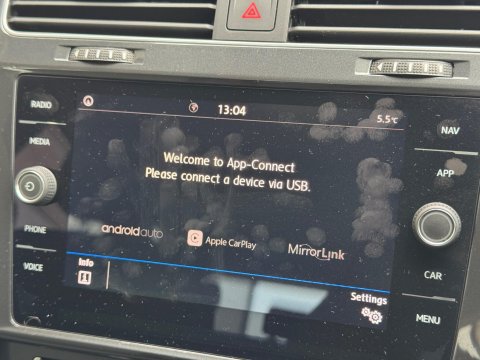 RADIO
13:04
5.5°C
NAV
MEDIA
Welcome to App-Connect
Please connect a device via USB.
APP
PHONE
androidauto
Apple CarPlay
MirrorLink
VOICE
Info
CAR
Settings
MENU